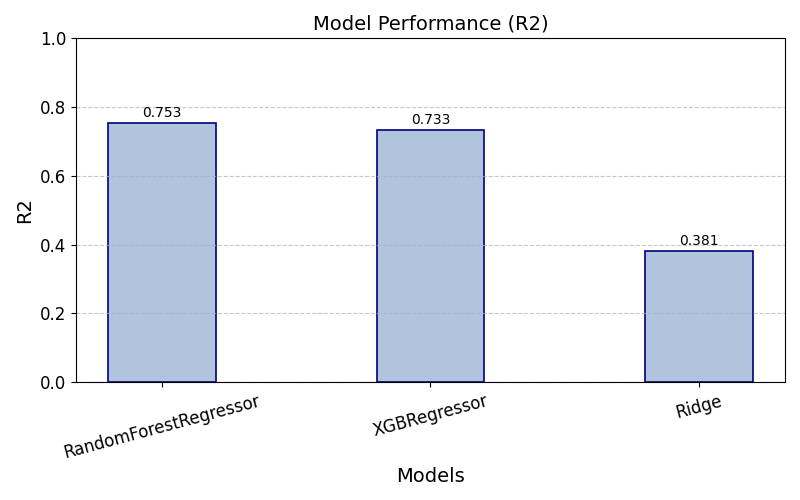 Model Performance (R2)
1.0
0.8
0.6
0.4
0.2
0.0
R2
0.753
0.733
0.381
RandomForestRegressor
XGBRegressor
Ridge
Models